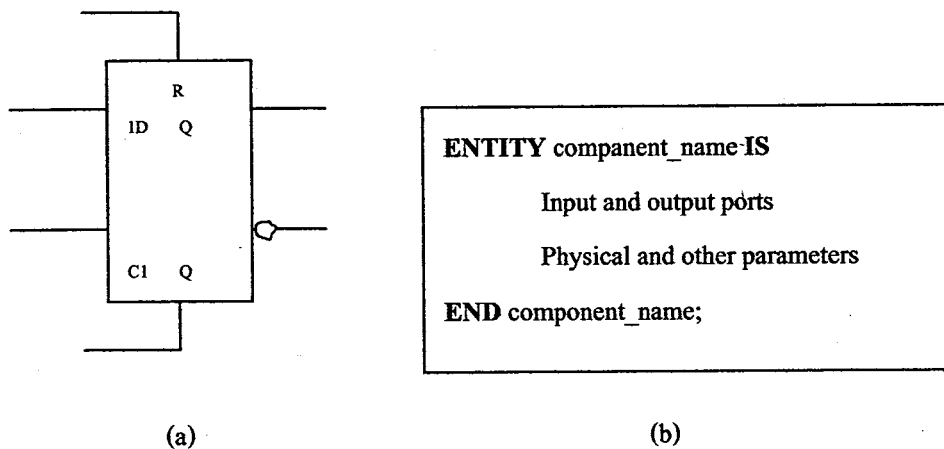 R
1D Q
C1 Q
(a)
ENTITY companent_name IS
Input and output ports
Physical and other parameters
END component_name;
(b)